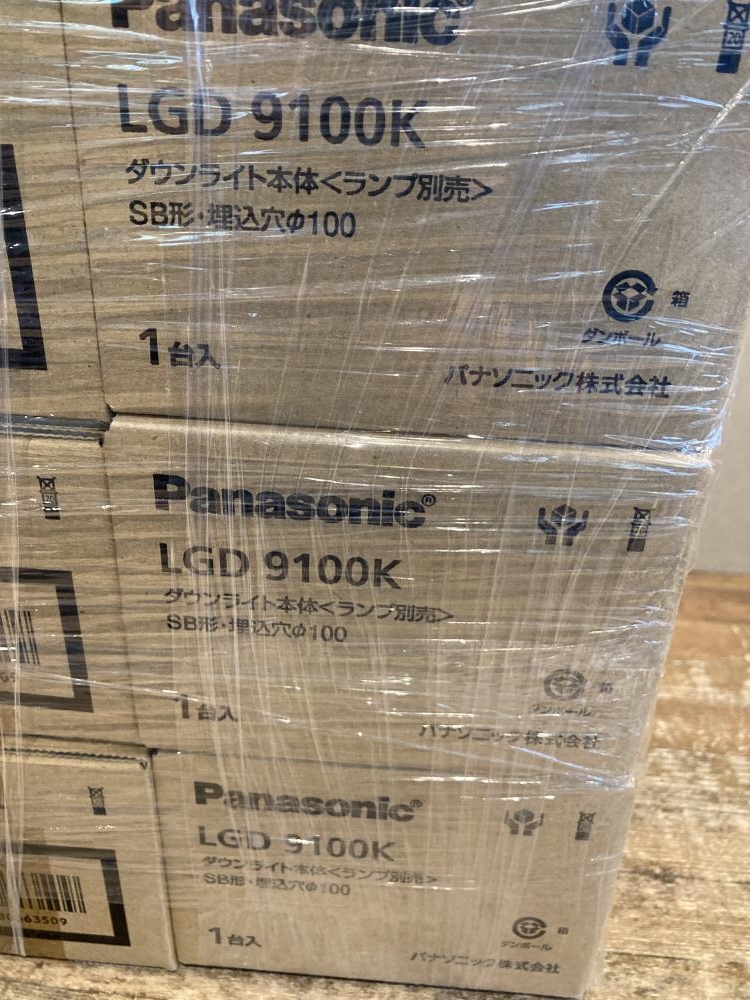 Panasonic
LGD 9100K
ダウンライト本体<ランプ別売>
SB形・埋込穴φ100
20
箱
ダンボール
1台入
パナソニック株式会社
Panasonic®
20
LGD 9100K
ダウンライト本体<ランプ別売>
SB形・埋込穴φ100
箱
ダンボール
1台入
パナソニック株式会社
Panasonic®
LGD 9100K
ダウンライト本体<ランプ別売>
SB形・埋込穴φ100
箱
ダンボール
1台入
パナソニック株式会社
63509